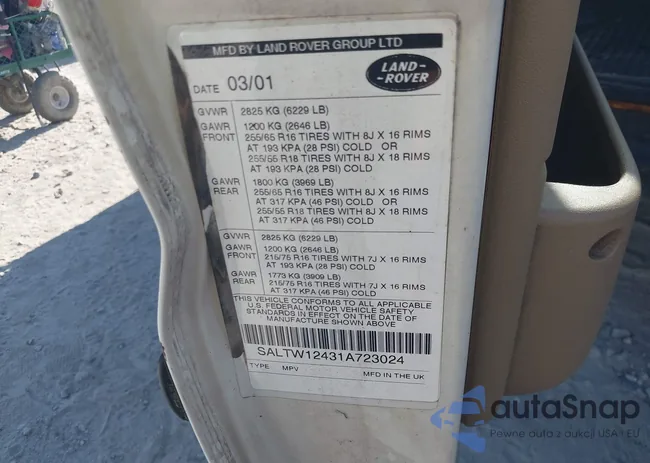 MFD BY LAND ROVER GROUP LTD
DATE 03/01
LAND-
-ROVER
GVWR 2825 KG (6229 LB)
GAWR 1200 KG (2646 LB)
FRONT 255/65 R16 TIRES WITH 8J X 16 RIMS
AT 193 KPA (28 PSI) COLD OR
255/55 R18 TIRES WITH 8J X 18 RIMS
AT 193 KPA (28 PSI) COLD
GAWR 1800 KG (3969 LB)
REAR 255/65 R16 TIRES WITH 8J X 16 RIMS
AT 317 KPA (46 PSI) COLD OR
255/55 R18 TIRES WITH 8J X 18 RIMS
AT 317 KPA (46 PSI) COLD
GVWR 2825 KG (6229 LB)
GAWR 1200 KG (2646 LB)
FRONT 215/75 R16 TIRES WITH 7J X 16 RIMS
AT 193 KPA (28 PSI) COLD
GAWR 1773 KG (3909 LB)
REAR 215/75 R16 TIRES WITH 7J X 16 RIMS
AT 317 KPA (46 PSI) COLD
THIS VEHICLE CONFORMS TO ALL APPLICABLE
U.S. FEDERAL MOTOR VEHICLE SAFETY
STANDARDS IN EFFECT ON THE DATE OF
MANUFACTURE SHOWN ABOVE
SALTW12431A723024
TYPE MPV MFD IN THE UK
autaSnap
Pewne auta z aukcji USA i EU